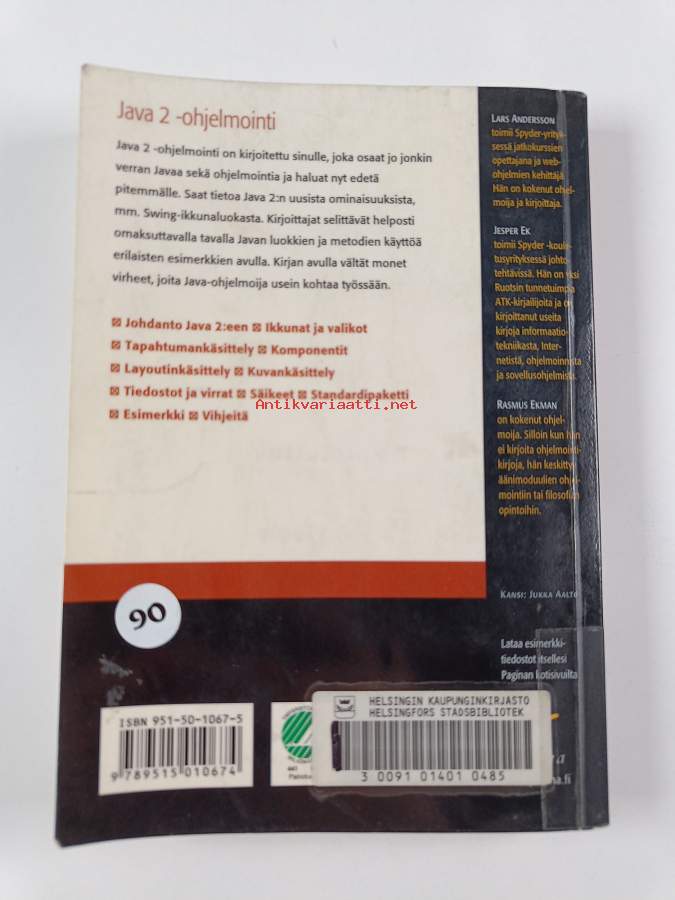 Java 2 -ohjelmointi
Java 2 -ohjelmointi on kirjoitettu sinulle, joka osaat jo jonkin
verran Javaa sekä ohjelmointia ja haluat nyt edetä
pitemmälle. Saat tietoa Java 2:n uusista ominaisuuksista,
mm. Swing-ikkunaluokasta. Kirjoittajat selittävät helposti
omaksuttavalla tavalla Javan luokkien ja metodien käyttöä
erilaisten esimerkkien avulla. Kirjan avulla vältät monet
virheet, joita Java-ohjelmoija usein kohtaa työssään.
Johdanto Java 2:een Ikkunat ja valikot
Tapahtumankäsittely Komponentit
Layoutinkäsittely Kuvankäsittely
Tiedostot ja virrat Säikeet Standardipaketti
Antikvariaatti.net
Esimerkki Vihjeitä
LARS ANDERSSON
toimii Spyder-yrityk-
sessä jatkokurssien
opettajana ja web-
ohjelmien kehittäjä
Hän on kokenut ohjel-
moija ja kirjoittaja.
JESPER EK
toimii Spyder -koulu-
tusyrityksessä johto
tehtävissä. Hän on yksi
Ruotsin tunnetuimpia
ATK-kirjailijoita ja on
kirjoittanut useita
kirjoja informaatio-
tekniikasta, Inter-
netistä, ohjelmoinnista
ja sovellusohjelmista.
RASMUS EKMAN
on kokenut ohjel-
moija. Silloin kun hän
ei kirjoita ohjelmointi-
kirjoja, hän keskittyy
äänimoduulien ohjel-
mointiin tai filosofian
opintoihin.
KANSI: JUKKA AALTO
Lataa esimerkki-
tiedostot itsellesi
Paginan kotisivuilta
90
ISBN 951-50-1067-5
9 789515 010674
HELSINGIN KAUPUNGINKIRJASTO
HELSINGFORS STADSBIBLIOTEK
3 0091 01401 0485